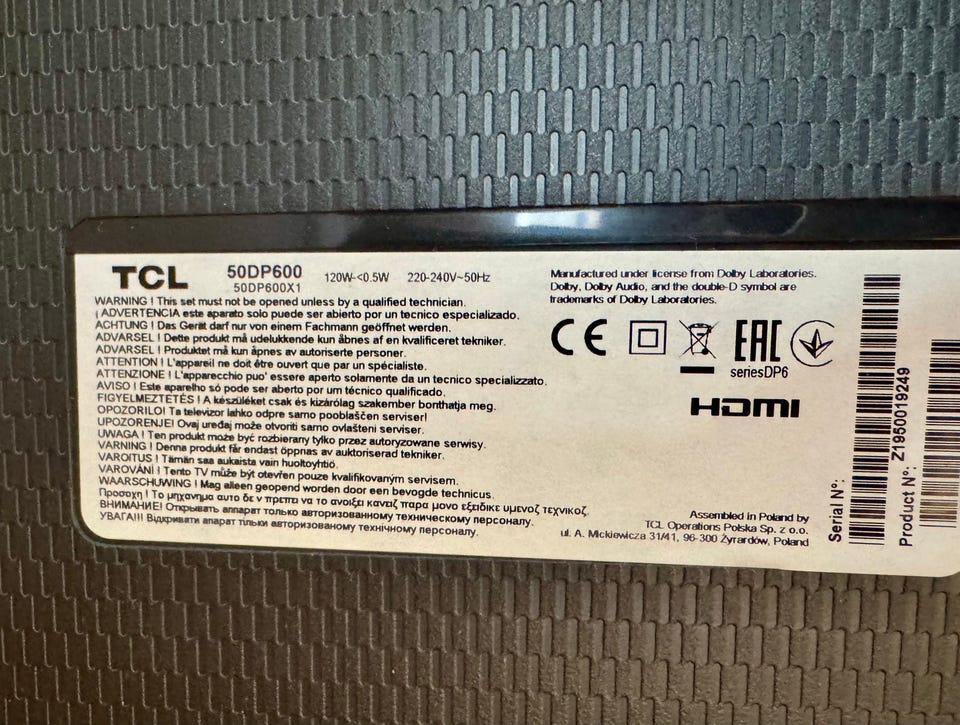 TCL 50DP600 120W-<0.5W 220-240V~50Hz
50DP600X1
WARNING ! This set must not be opened unless by a qualified technician.
¡ ADVERTENCIA este aparato solo puede ser abierto por un tecnico especializado.
ACHTUNG ! Das Gerät darf nur von einem Fachmann geöffnet werden.
ADVARSEL ! Dette produkt må udelukkende kun åbnes af en kvalificeret tekniker.
ADVARSEL ! Produktet må kun åpnes av autoriserte personer.
ATTENTION ! L'appareil ne doit être ouvert que par un spécialiste.
ATTENZIONE ! L'apparecchio puo' essere aperto solamente da un tecnico specializzato.
AVISO ! Este aparelho só pode ser aberto por um técnico qualificado.
FIGYELMEZTETÉS ! A készüléket csak és kizárólag szakember bonthatja meg.
OPOZORILO! Ta televizor lahko odpre samo pooblaščen serviser!
UPOZORENJE! Ovaj uređaj može otvoriti samo ovlašteni serviser.
UWAGA ! Ten produkt może być rozbierany tylko przez autoryzowane serwisy.
VARNING ! Denna produkt får endast öppnas av auktoriserad tekniker.
VAROITUS ! Tämän saa aukaista vain huoltoyhtiö.
VAROVÁNÍ ! Tento TV může být otevřen pouze kvalifikovaným servisem.
WAARSCHUWING ! Mag alleen geopend worden door een bevogde technicus.
Προσοχη ! Το μηχανημα αυτο δε ν πρεπει να το ανοιξει κανεiζ παρα μονο εξειδικε υμενοζ τεχνικοζ.
ВНИМАНИЕ! Открывать аппарат только авторизованному техническому персоналу.
УВАГА!!! Відкривати апарат тільки авторизованому технічному персоналу.
Manufactured under license from Dolby Laboratories.
Dolby, Dolby Audio, and the double-D symbol are
trademarks of Dolby Laboratories.
CE EAC
seriesDP6
HDMI
Assembled in Poland by
TCL Operations Polska Sp. z o.o.
ul. A. Mickiewicza 31/41, 96-300 Żyrardów, Poland
Serial Nº:
Z1950019249
Product Nº: